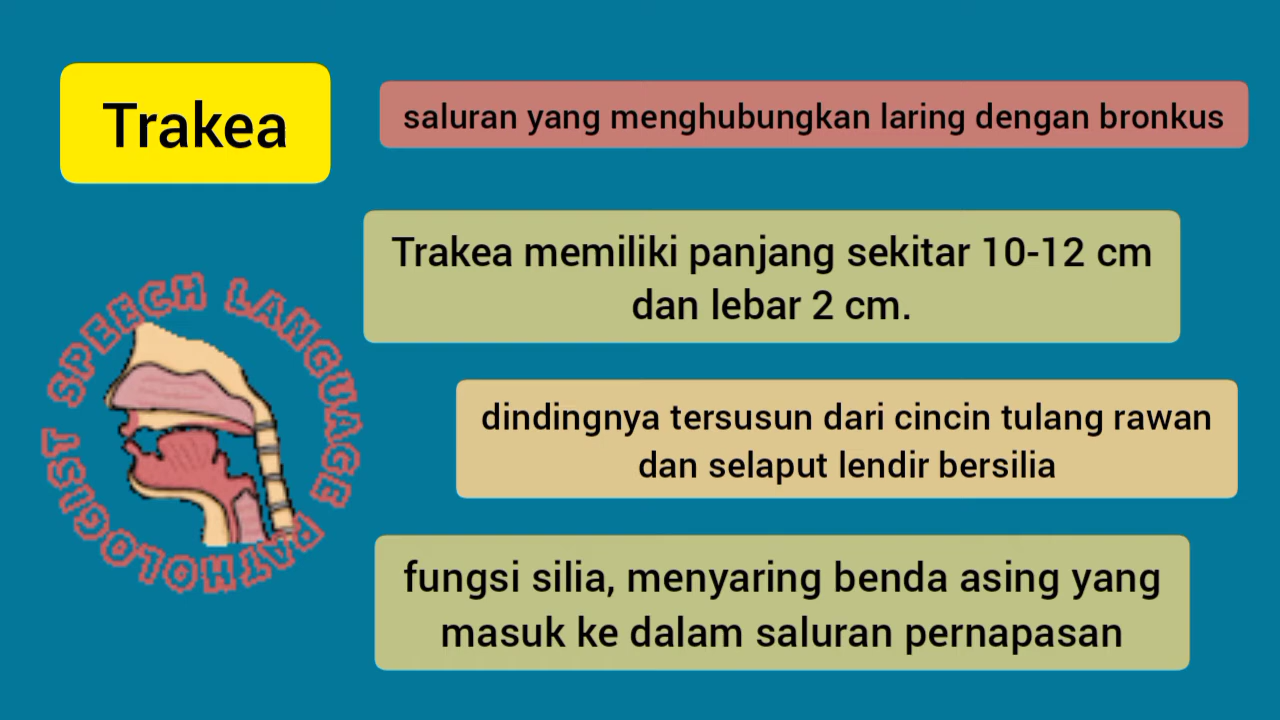 Trakea
saluran yang menghubungkan laring dengan bronkus
Trakea memiliki panjang sekitar 10-12 cm
dan lebar 2 cm.
dindingnya tersusun dari cincin tulang rawan
dan selaput lendir bersilia
fungsi silia, menyaring benda asing yang
masuk ke dalam saluran pernapasan
SPEECH LANGUAGE PATHOLOGIST